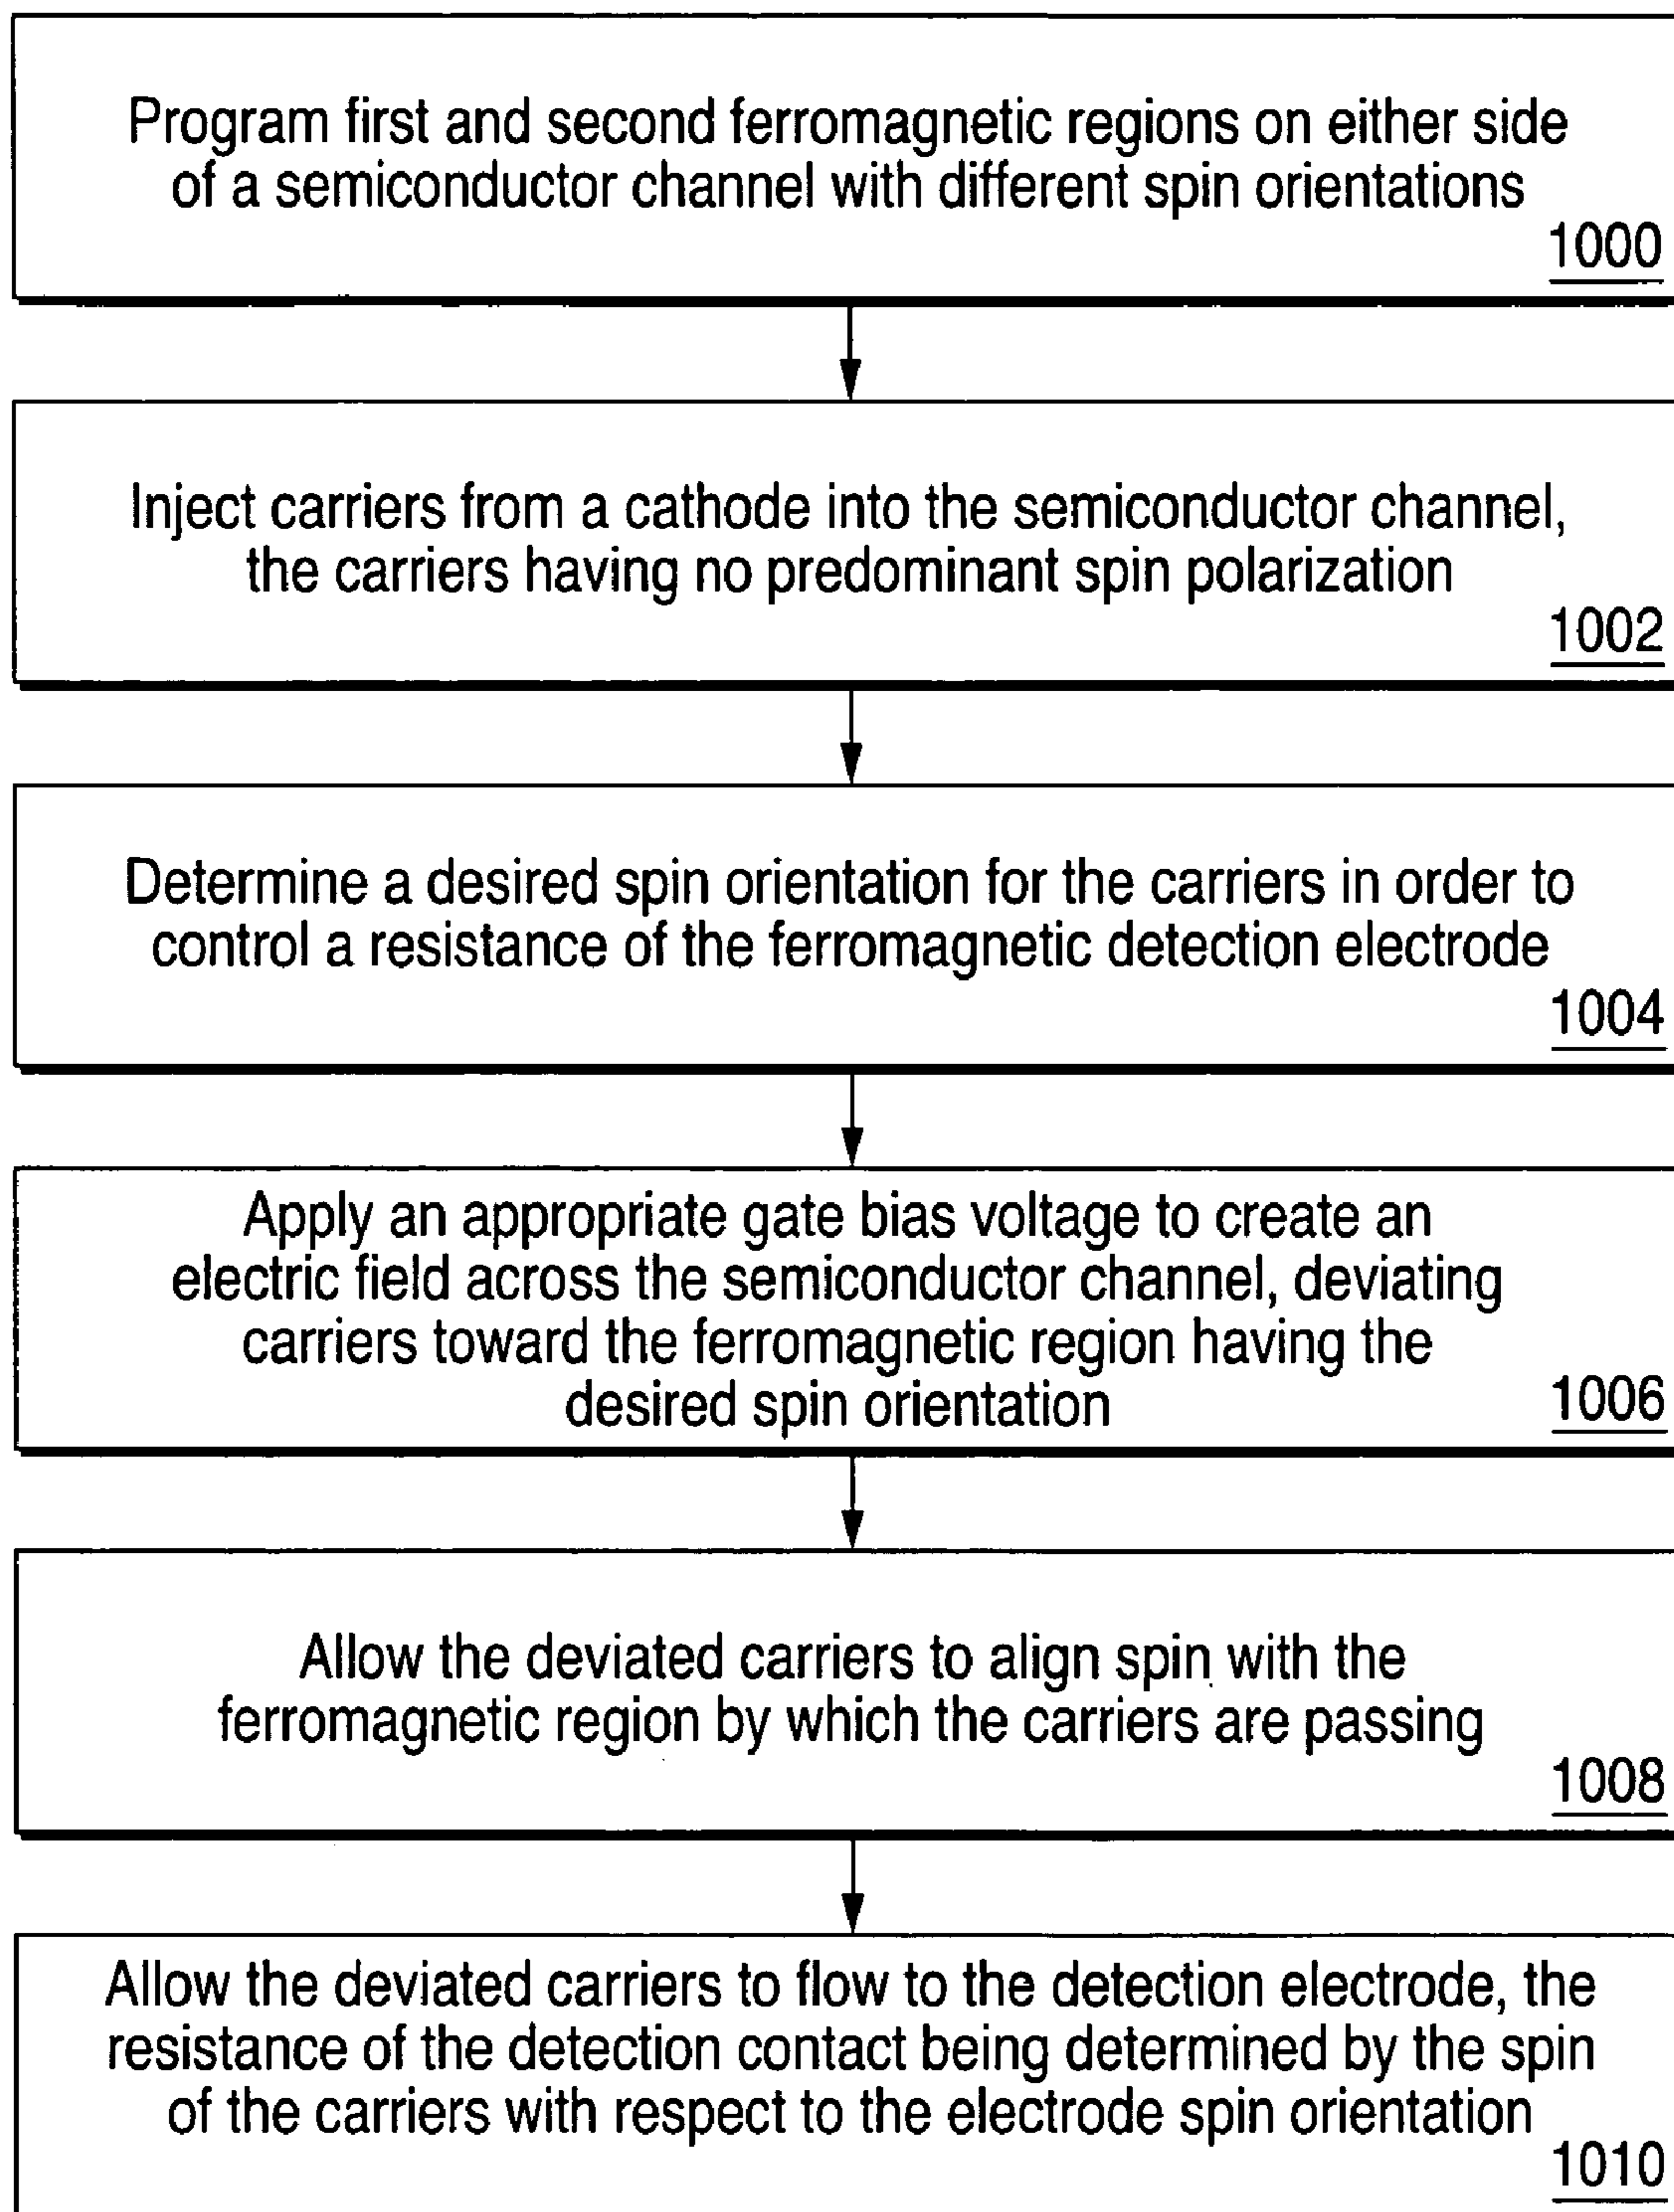 Program first and second ferromagnetic regions on either side
of a semiconductor channel with different spin orientations
1000
Inject carriers from a cathode into the semiconductor channel,
the carriers having no predominant spin polarization
1002
Determine a desired spin orientation for the carriers in order to
control a resistance of the ferromagnetic detection electrode
1004
Apply an appropriate gate bias voltage to create an
electric field across the semiconductor channel, deviating
carriers toward the ferromagnetic region having the
desired spin orientation
1006
Allow the deviated carriers to align spin with the
ferromagnetic region by which the carriers are passing
1008
Allow the deviated carriers to flow to the detection electrode, the
resistance of the detection contact being determined by the spin
of the carriers with respect to the electrode spin orientation
1010